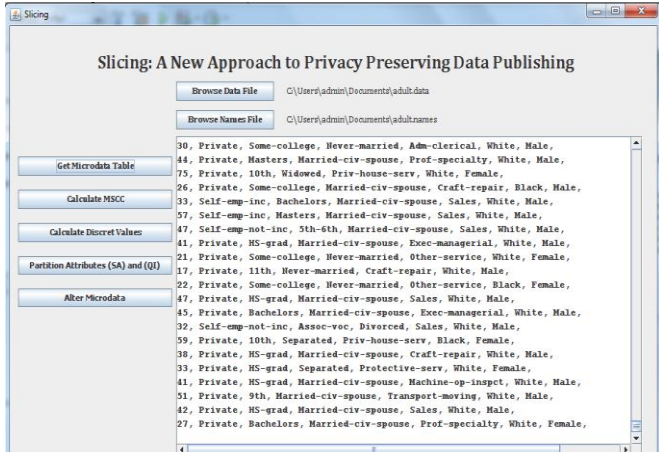 Slicing
Slicing: A New Approach to Privacy Preserving Data Publishing
Browse Data File C:\Users\admin\Documents\adult.data
Browse Names File C:\Users\admin\Documents\adult.names
Get Microdata Table
Calculate MSCC
Calculate Discret Values
Partition Attributes (SA) and (QI)
Alter Microdata
30, Private, Some-college, Never-married, Adm-clerical, White, Male,
44, Private, Masters, Married-civ-spouse, Prof-specialty, White, Male,
75, Private, 10th, Widowed, Priv-house-serv, White, Female,
26, Private, Some-college, Married-civ-spouse, Craft-repair, Black, Male,
33, Self-emp-inc, Bachelors, Married-civ-spouse, Sales, White, Male,
57, Self-emp-inc, Masters, Married-civ-spouse, Sales, White, Male,
47, Self-emp-not-inc, 5th-6th, Married-civ-spouse, Sales, White, Male,
41, Private, HS-grad, Married-civ-spouse, Exec-managerial, White, Male,
21, Private, Some-college, Never-married, Other-service, White, Female,
17, Private, 11th, Never-married, Craft-repair, White, Male,
22, Private, Some-college, Never-married, Other-service, Black, Female,
47, Private, HS-grad, Married-civ-spouse, Sales, White, Male,
45, Private, Bachelors, Married-civ-spouse, Exec-managerial, White, Male,
32, Self-emp-not-inc, Assoc-voc, Divorced, Sales, White, Male,
59, Private, 10th, Separated, Priv-house-serv, Black, Female,
38, Private, HS-grad, Married-civ-spouse, Craft-repair, White, Male,
33, Private, HS-grad, Separated, Protective-serv, White, Female,
41, Private, HS-grad, Married-civ-spouse, Machine-op-inspct, White, Male,
51, Private, 9th, Married-civ-spouse, Transport-moving, White, Male,
42, Private, HS-grad, Married-civ-spouse, Sales, White, Male,
27, Private, Bachelors, Married-civ-spouse, Prof-specialty, White, Female,